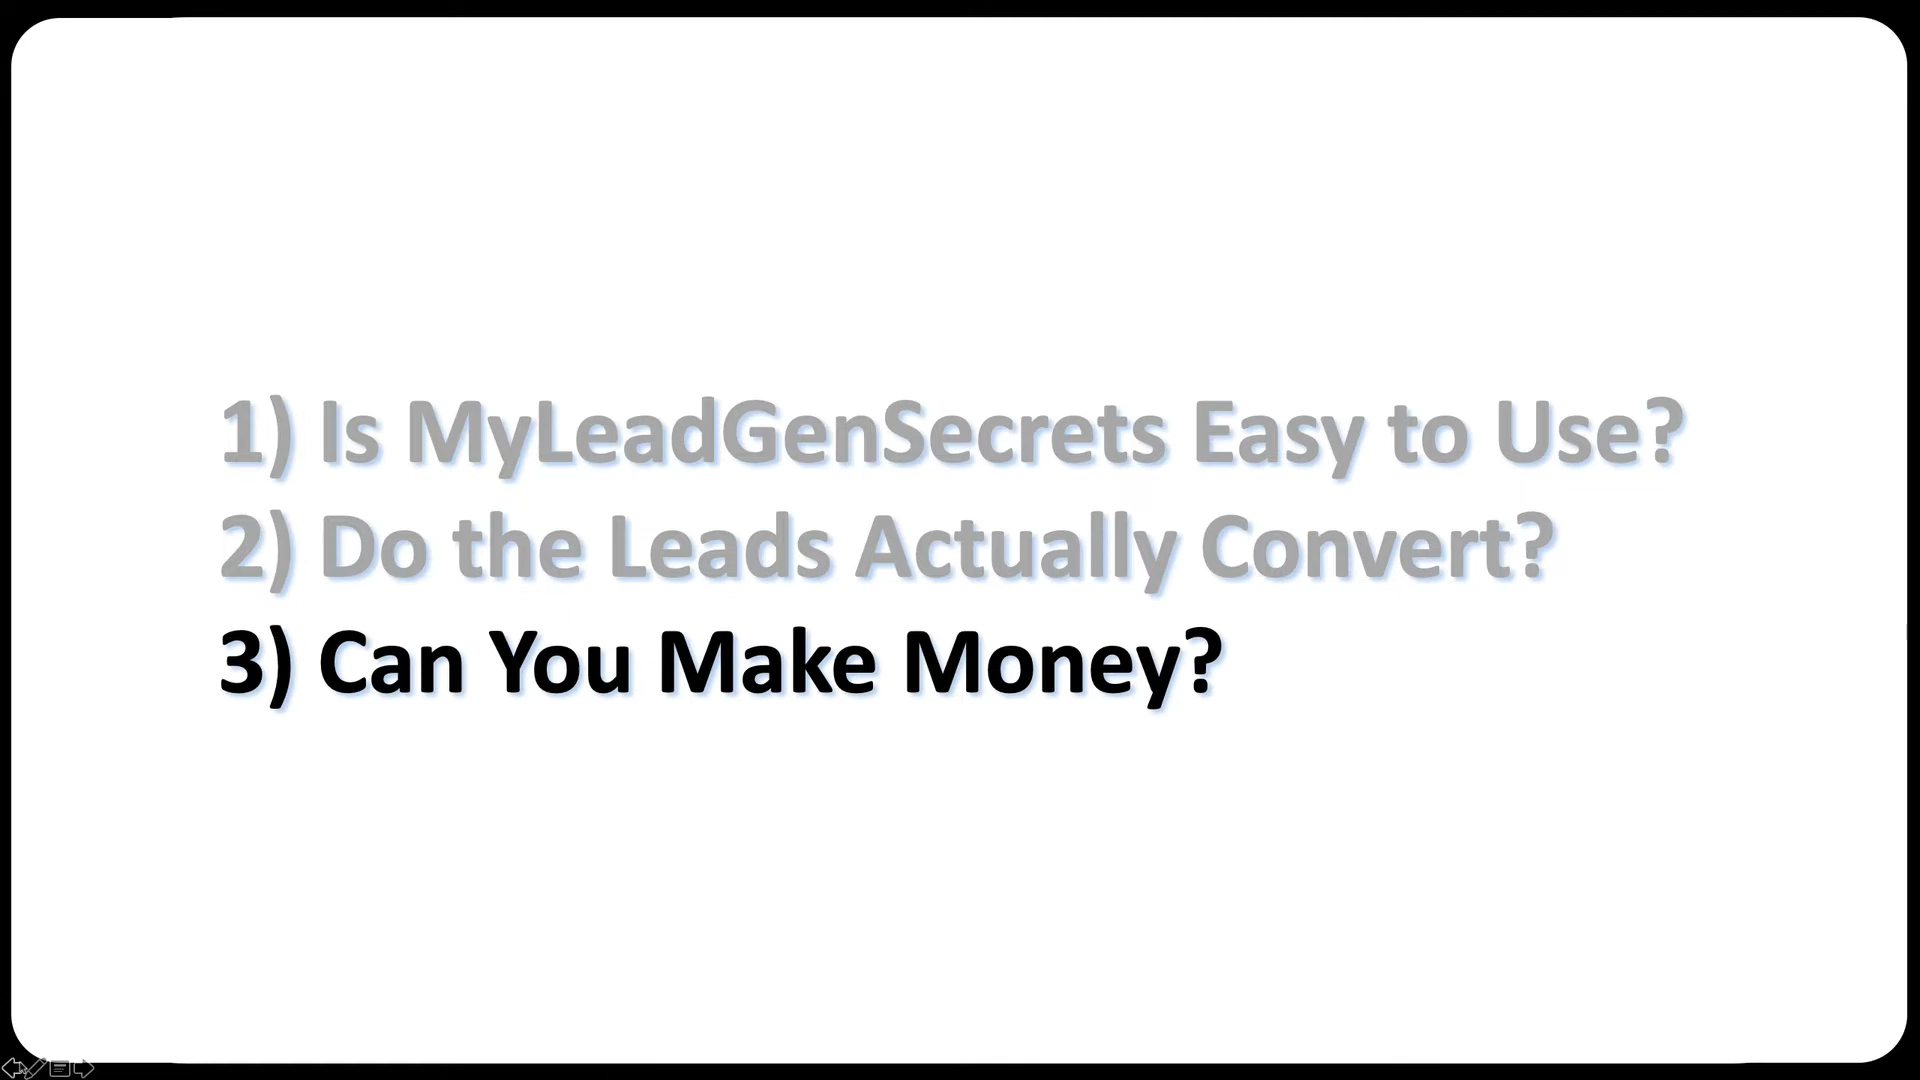 1) Is MyLeadGenSecrets Easy to Use?
2) Do the Leads Actually Convert?
3) Can You Make Money?